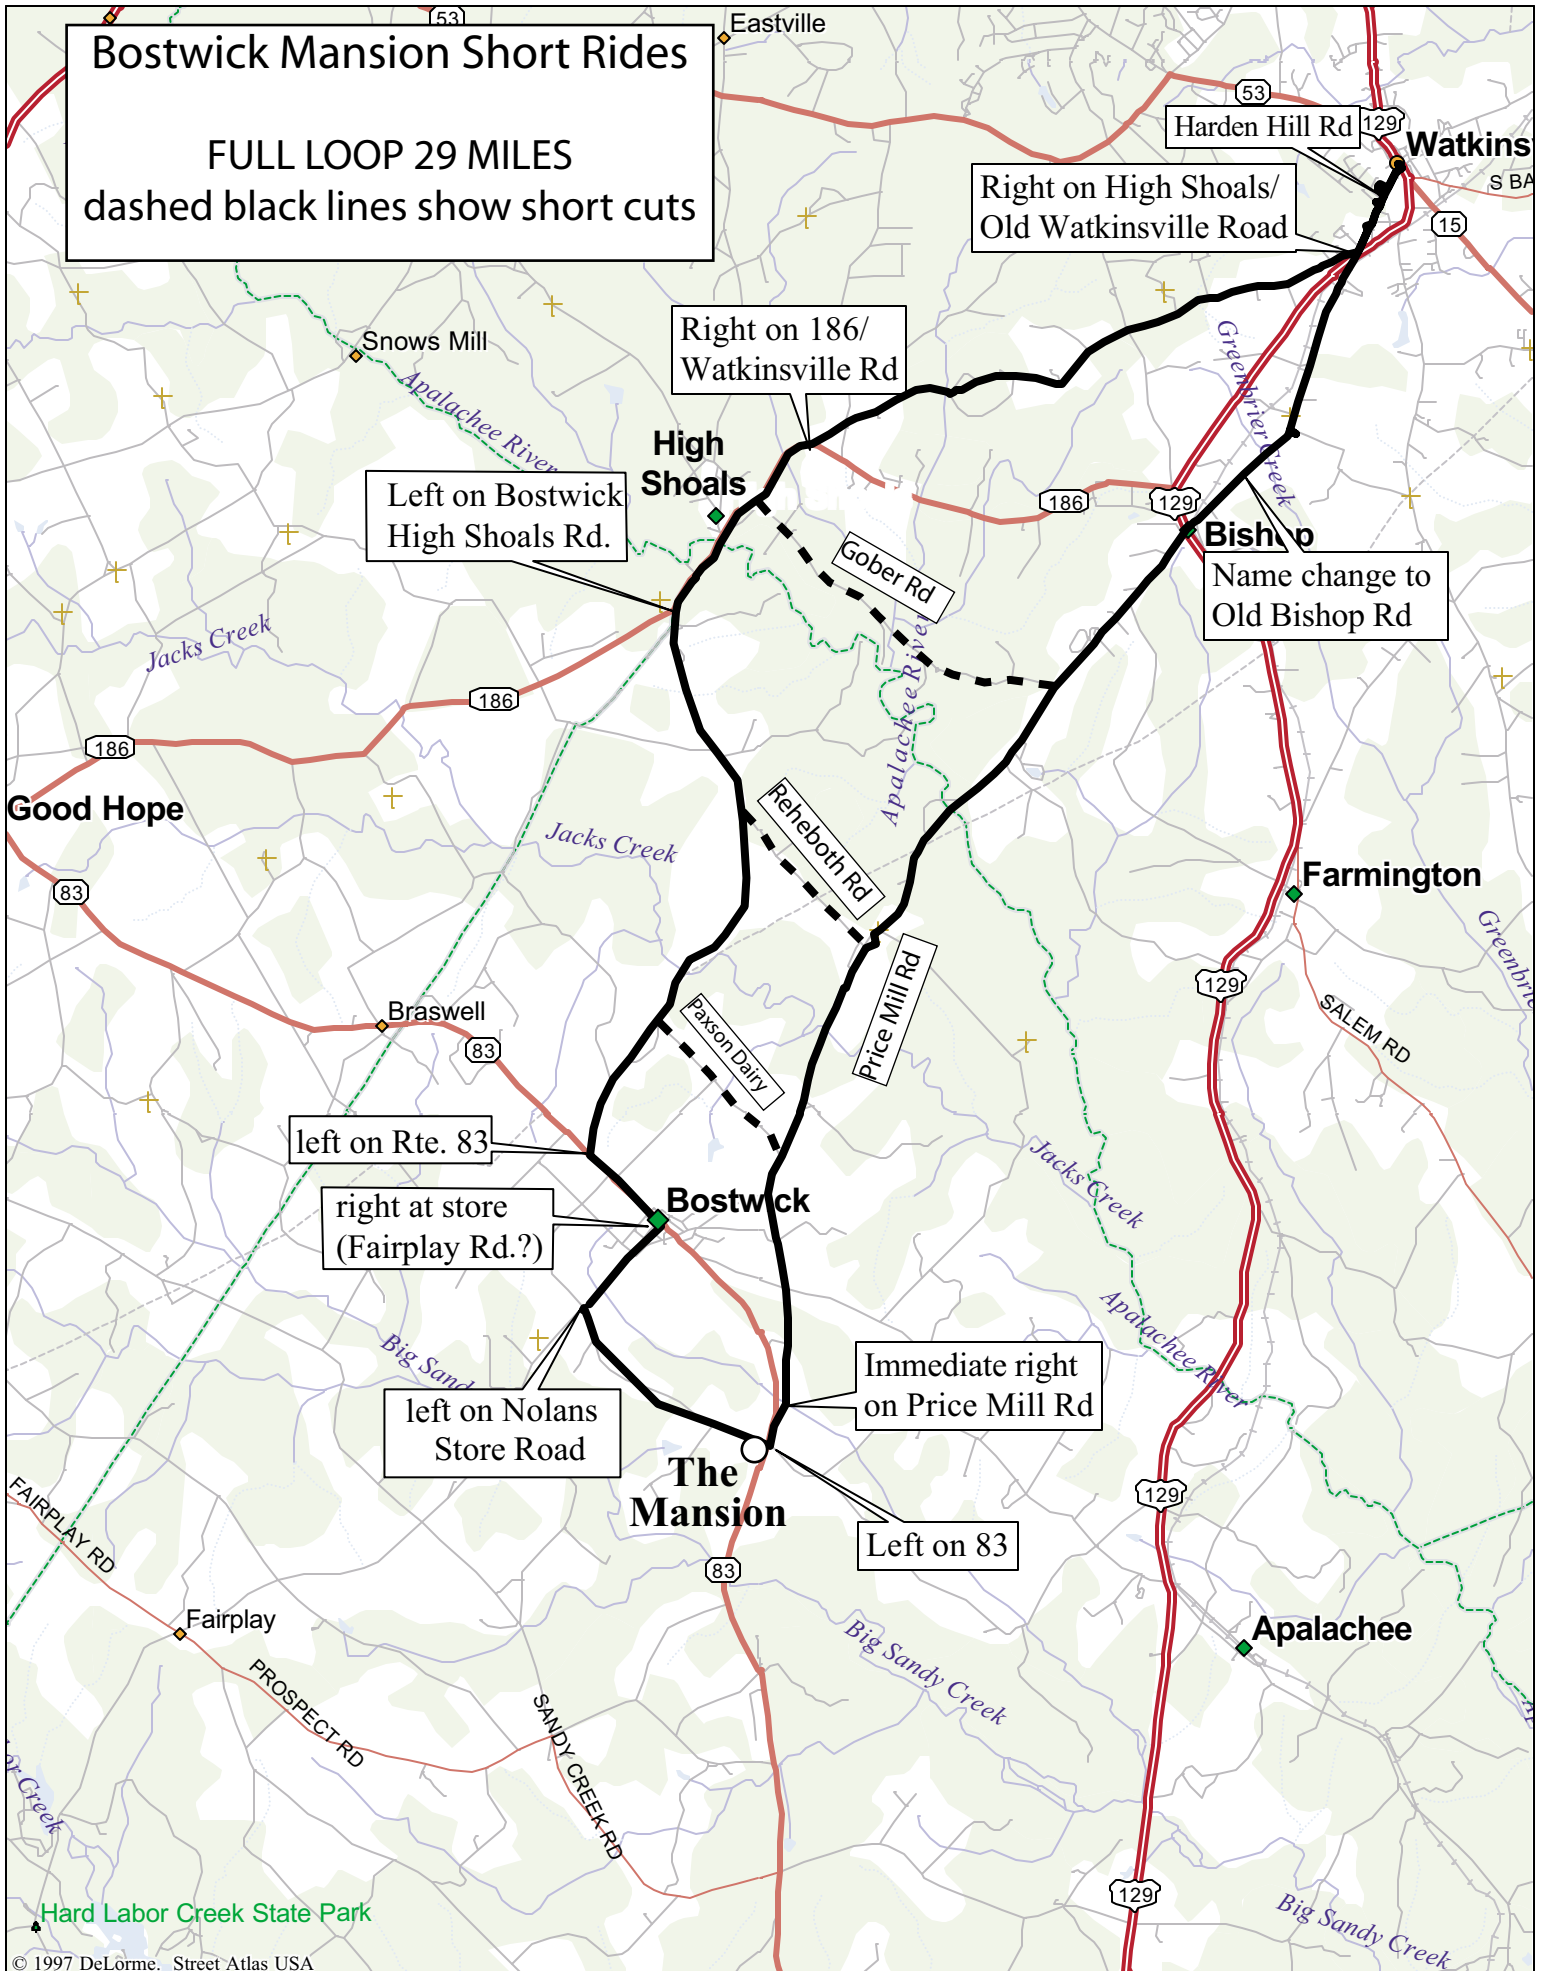 53
Eastville
Bostwick Mansion Short Rides
FULL LOOP 29 MILES
dashed black lines show short cuts
53
Harden Hill Rd
129
Watkins
S BA
Right on High Shoals/
Old Watkinsville Road
15
Snows Mill
Apalachee River
Right on 186/
Watkinsville Rd
Greenbrier Creek
High
Shoals
Left on Bostwick
High Shoals Rd.
186
129
Bishop
Name change to
Old Bishop Rd
Gober Rd
Jacks Creek
Apalachee River
186
186
Good Hope
Jacks Creek
Reheboth Rd
83
Farmington
Greenbrie
Price Mill Rd
129
SALEM RD
Braswell
83
Paxson Dairy
left on Rte. 83
Jacks Creek
right at store
(Fairplay Rd.?)
Bostwick
Apalachee River
Big Sand
Immediate right
on Price Mill Rd
left on Nolans
Store Road
The
Mansion
129
FAIRPLAY RD
Left on 83
83
Fairplay
Apalachee
Big Sandy Creek
PROSPECT RD
SANDY CREEK RD
or Creek
129
Hard Labor Creek State Park
Big Sandy Creek
© 1997 DeLorme. Street Atlas USA